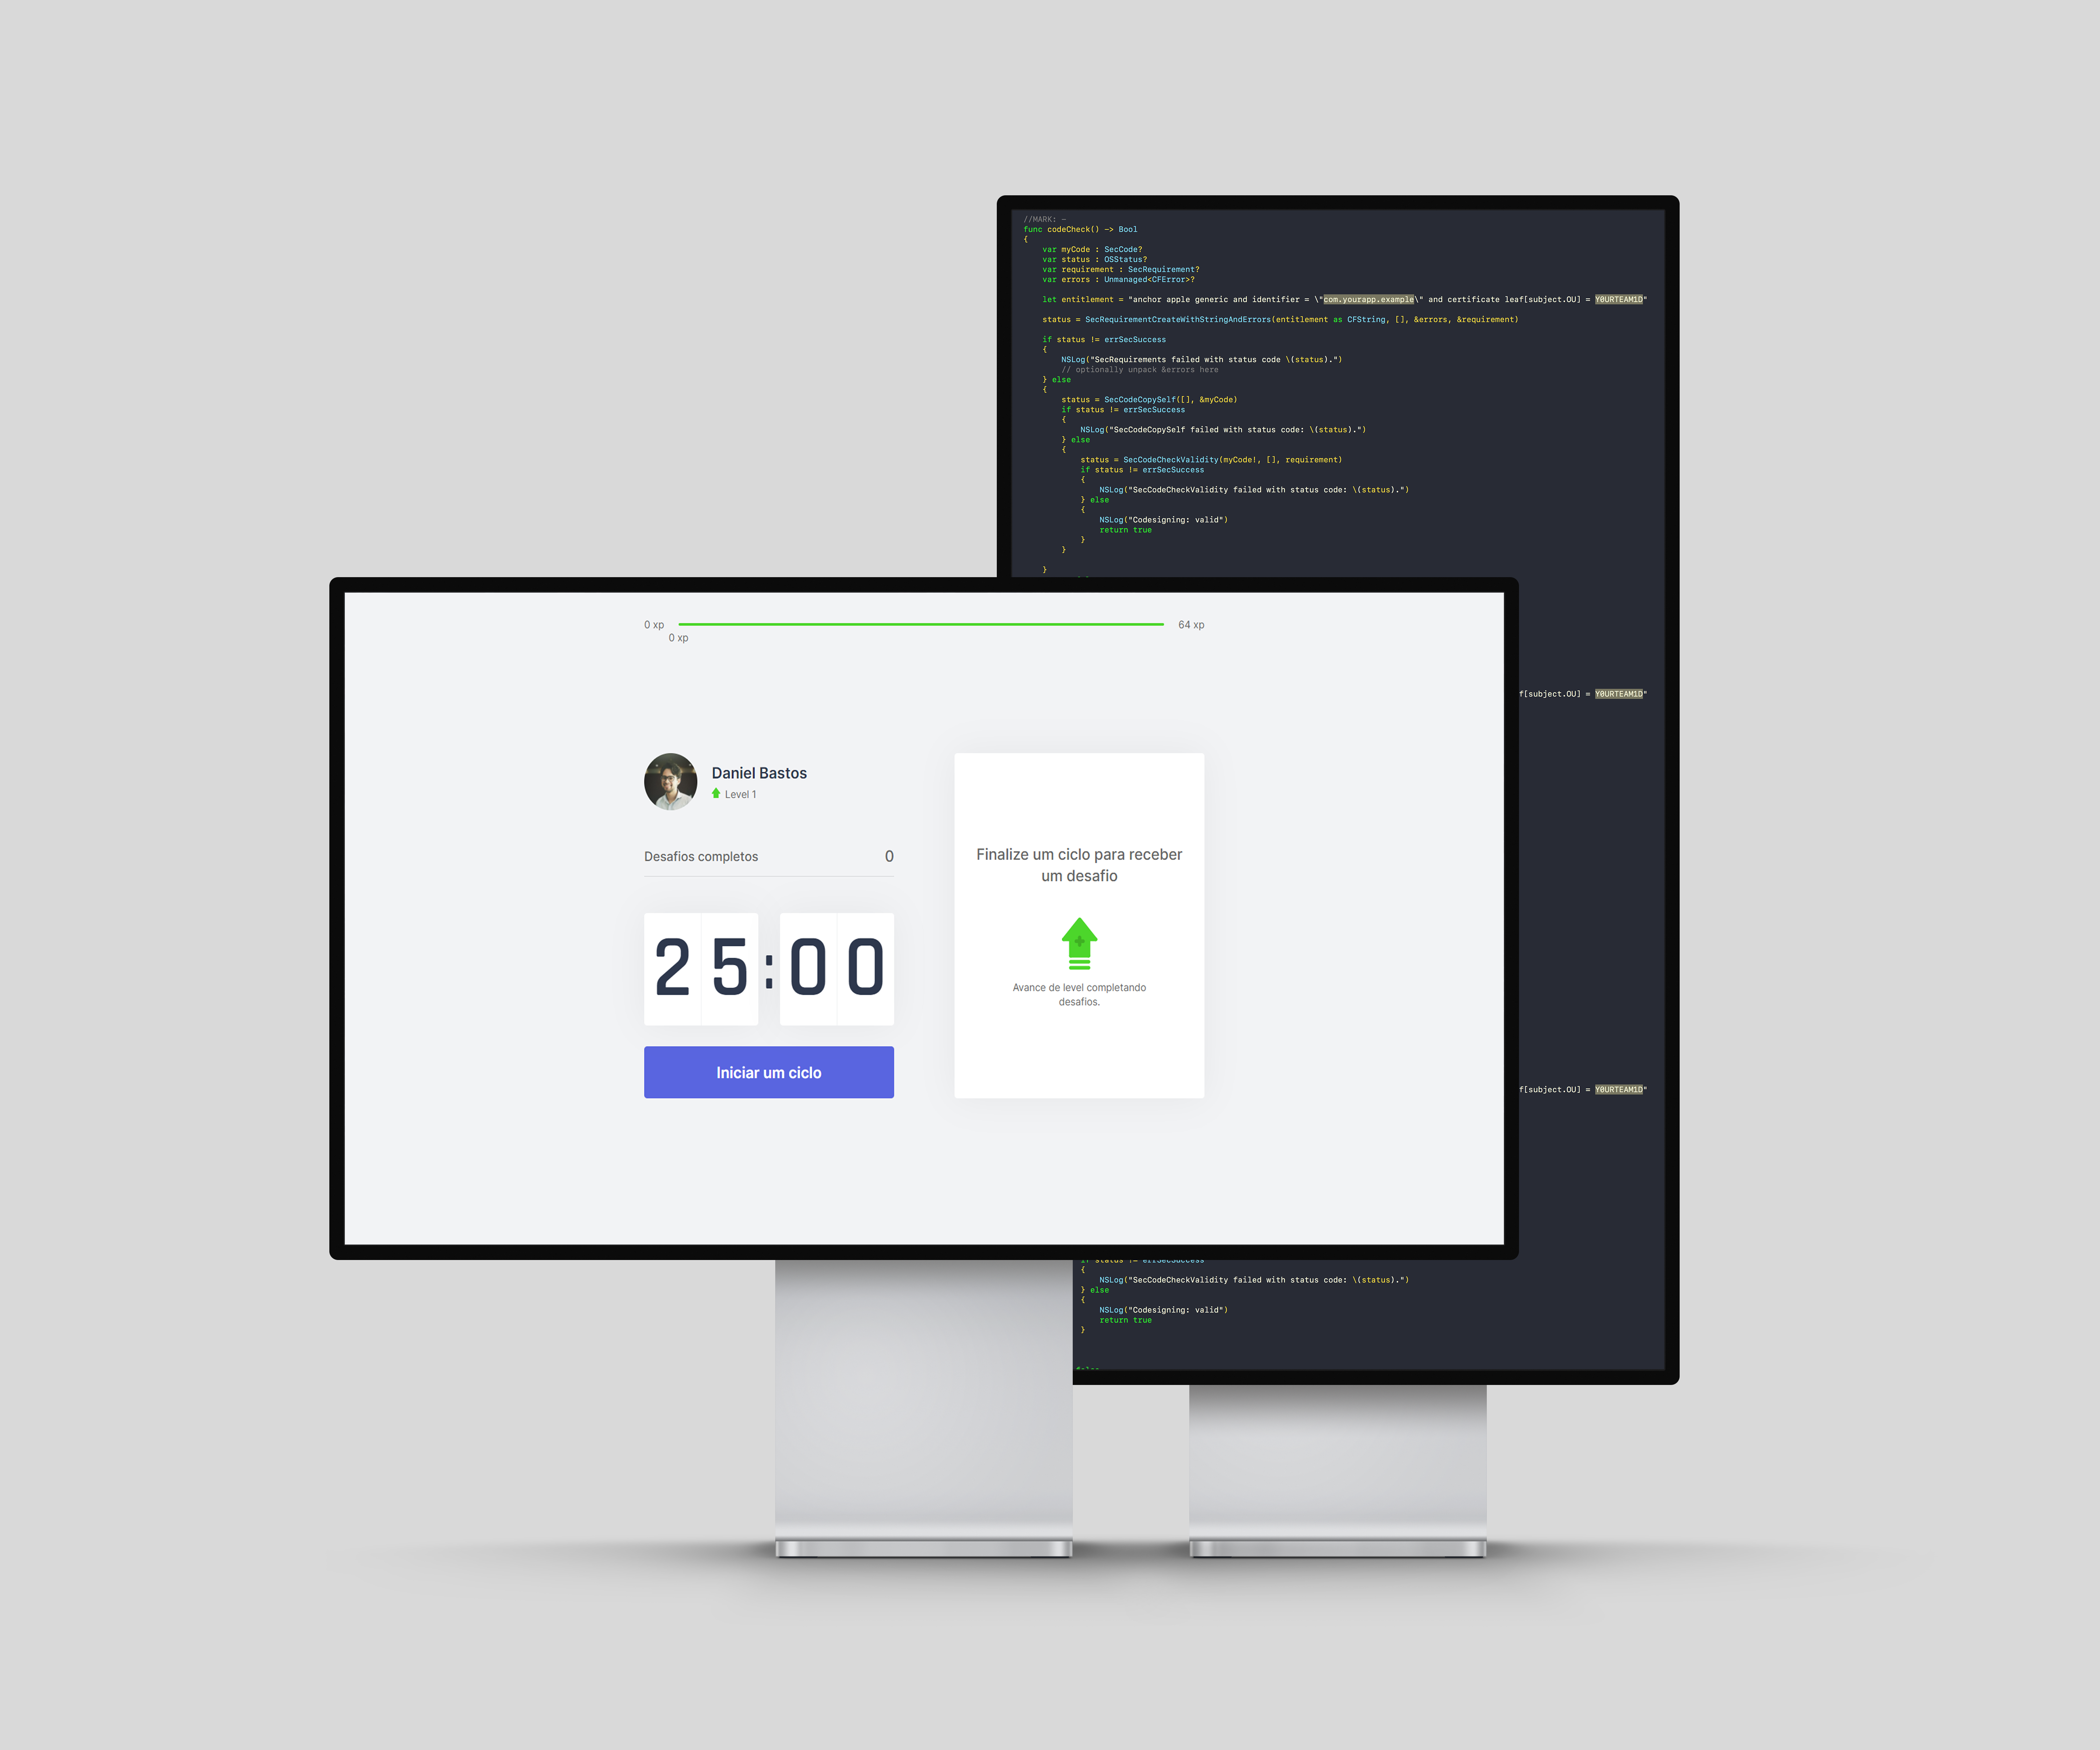 //MARK: -
func codeCheck() -> Bool
{
var myCode : SecCode?
var status : OSStatus?
var requirement : SecRequirement?
var errors : Unmanaged<CFError>?
let entitlement = "anchor apple generic and identifier = \"com.yourapp.example\" and certificate leaf[subject.OU] = Y0URTEAM1D"
status = SecRequirementCreateWithStringAndErrors(entitlement as CFString, [], &errors, &requirement)
if status != errSecSuccess
{
NSLog("SecRequirements failed with status code \(status).")
// optionally unpack &errors here
} else
{
status = SecCodeCopySelf([], &myCode)
if status != errSecSuccess
{
NSLog("SecCodeCopySelf failed with status code: \(status).")
} else
{
status = SecCodeCheckValidity(myCode!, [], requirement)
if status != errSecSuccess
{
NSLog("SecCodeCheckValidity failed with status code: \(status).")
} else
{
NSLog("Codesigning: valid")
return true
}
}
}
0 xp
64 xp
0 xp
Daniel Bastos
Level 1
Desafios completos 0
25:00
Iniciar um ciclo
Finalize um ciclo para receber
um desafio
Avance de level completando
desafios.
f[subject.OU] = Y0URTEAM1D"
f[subject.OU] = Y0URTEAM1D"
if status != errSecSuccess
{
NSLog("SecCodeCheckValidity failed with status code: \(status).")
} else
{
NSLog("Codesigning: valid")
return true
}